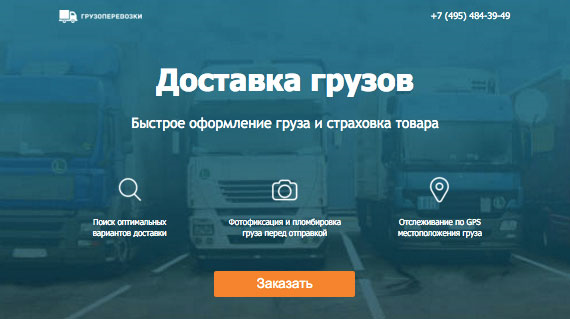 ГРУЗОПЕРЕВОЗКИ
+7 (495) 484-39-49
Доставка грузов
Быстрое оформление груза и страховка товара
Поиск оптимальных
вариантов доставки
Фотофиксация и пломбировка
груза перед отправкой
Отслеживание по GPS
местоположения груза
Заказать